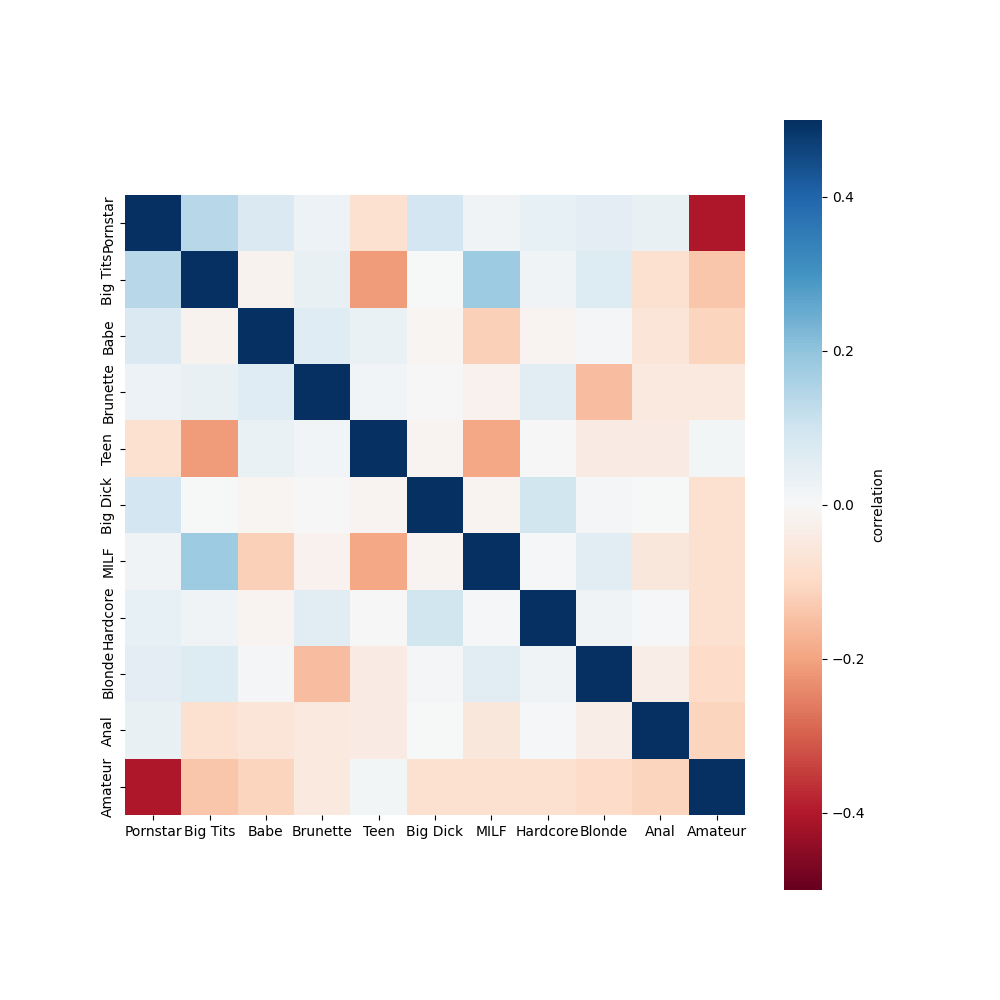 Pornstar
Big Tits
Babe
Brunette
Teen
Big Dick
MILF
Hardcore
Blonde
Anal
Amateur
Pornstar Big Tits Babe Brunette Teen Big Dick MILF Hardcore Blonde Anal Amateur
0.4
0.2
0.0
−0.2
−0.4
correlation